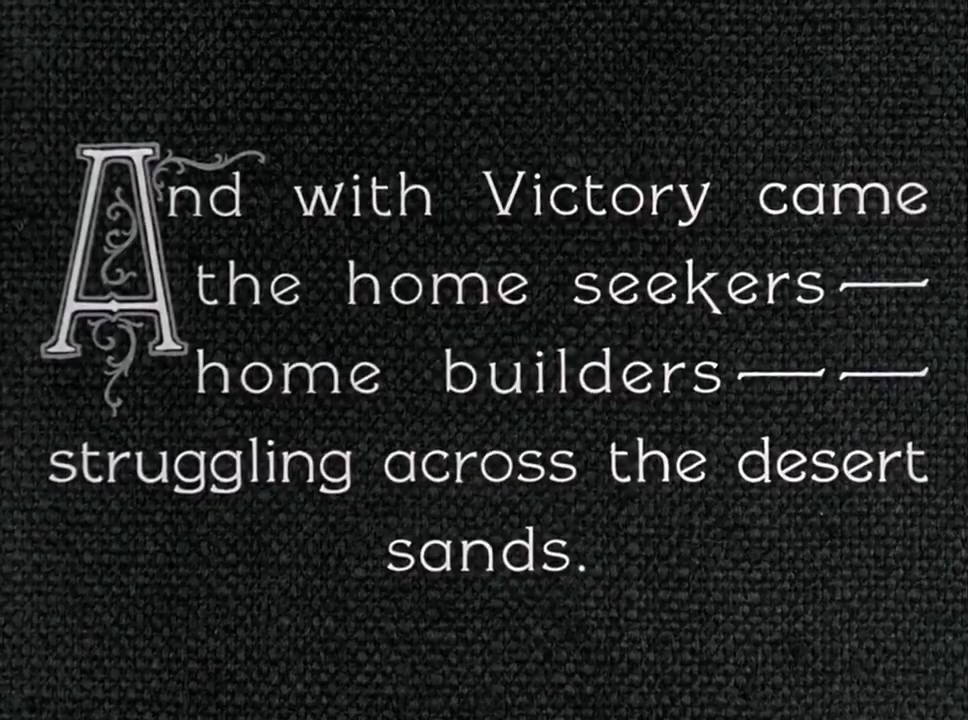 And with Victory came
the home seekers—
home builders— —
struggling across the desert
sands.